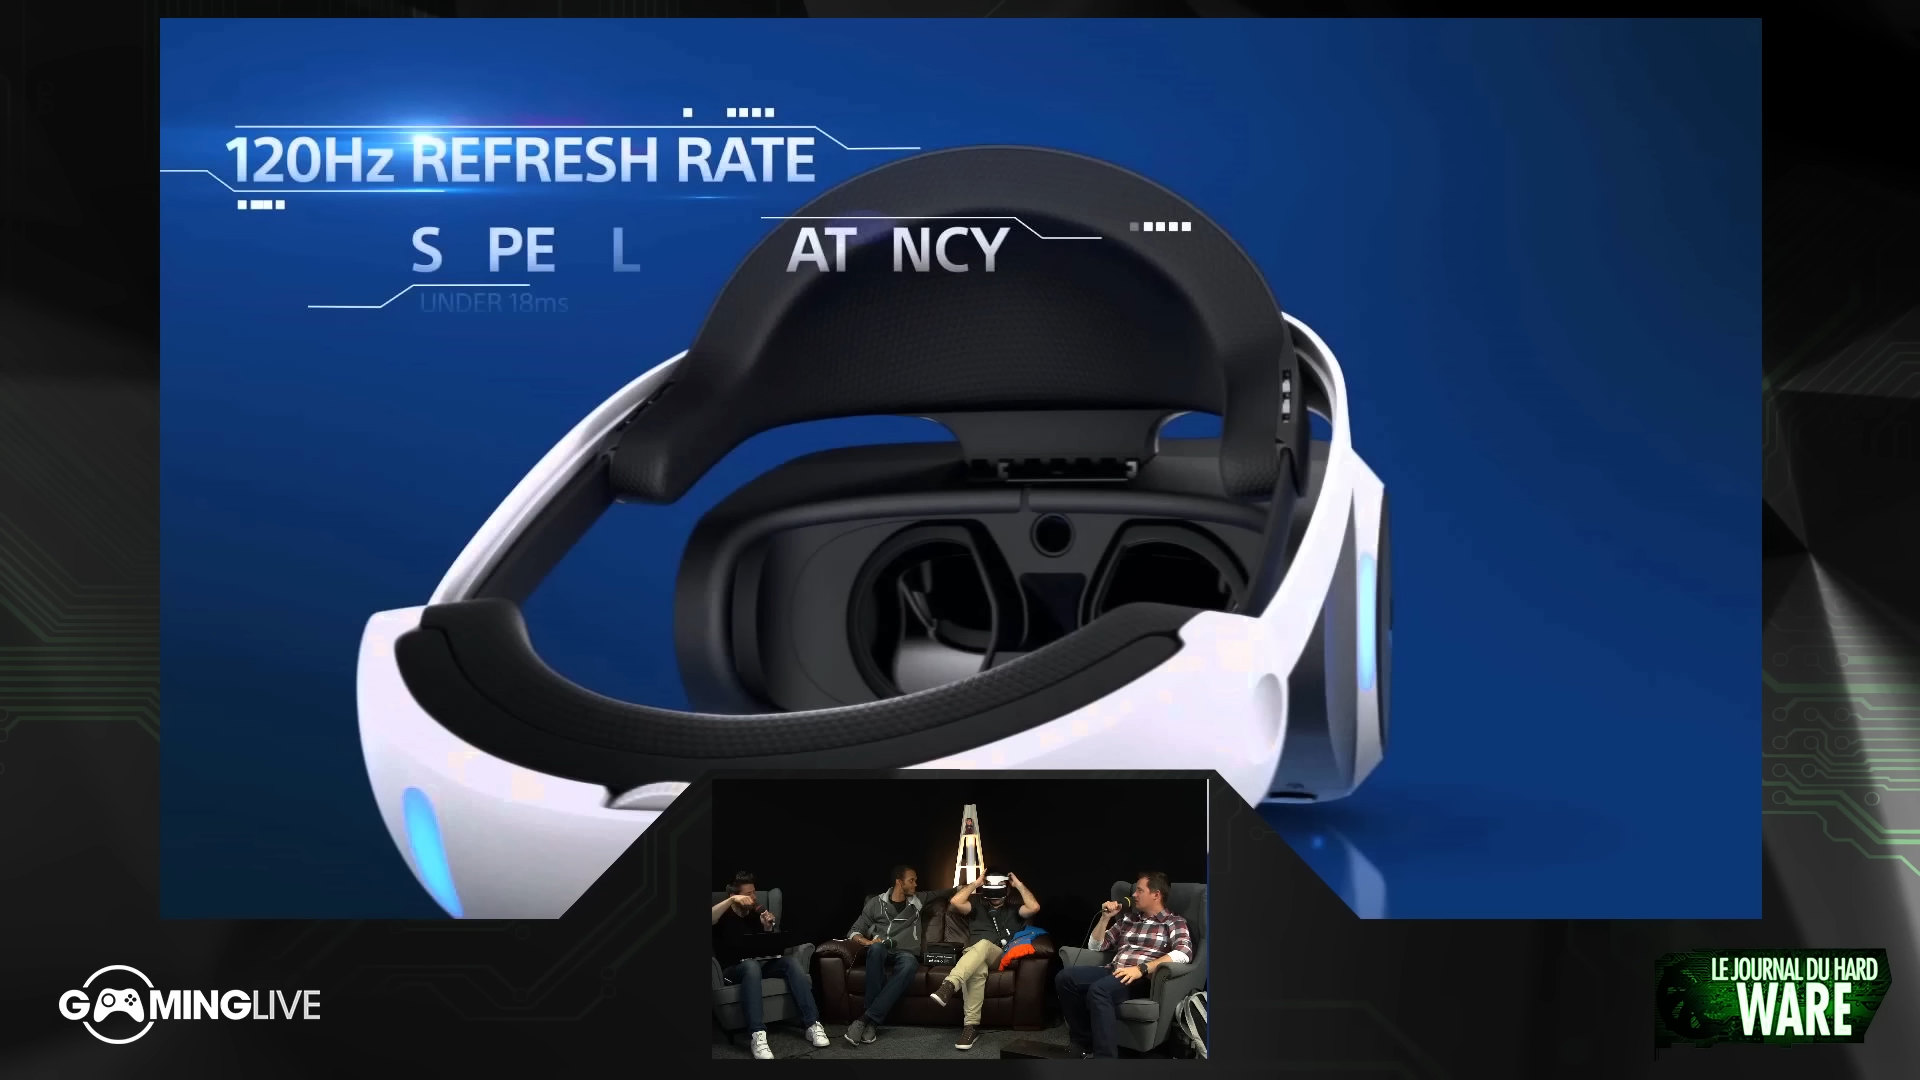 120Hz REFRESH RATE
S PE L AT NCY
UNDER 18ms
GAMINGLIVE
LE JOURNAL DU HARD
WARE